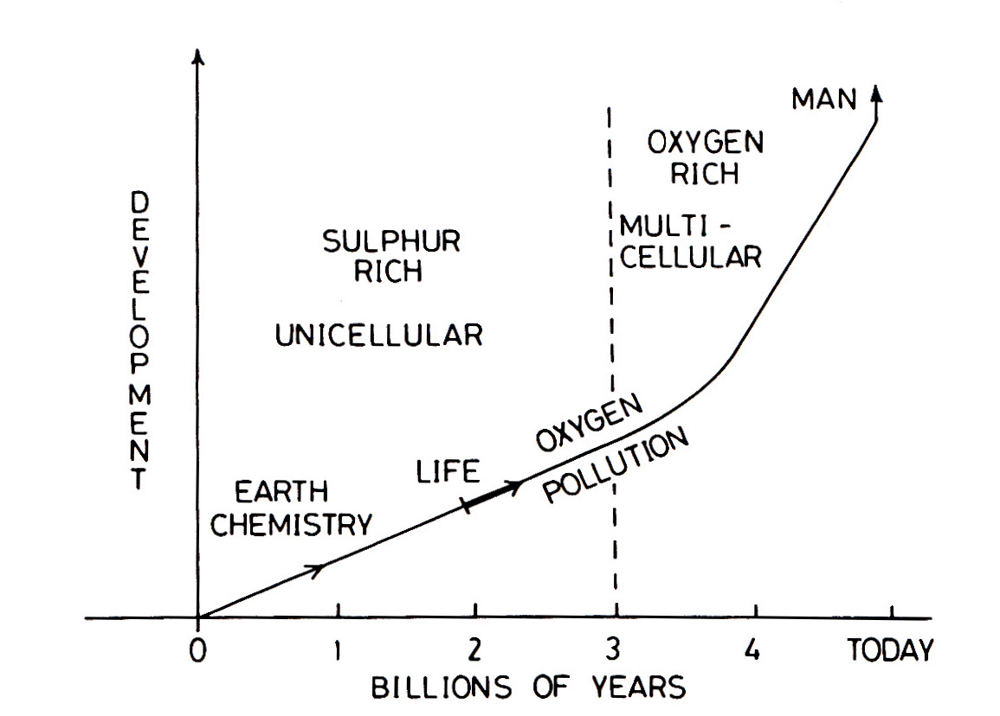 MAN
OXYGEN
RICH
MULTI -
CELLULAR
SULPHUR
RICH
UNICELLULAR
DEVELOPMENT
OXYGEN
POLLUTION
LIFE
EARTH
CHEMISTRY
0 1 2 3 4 TODAY
BILLIONS OF YEARS